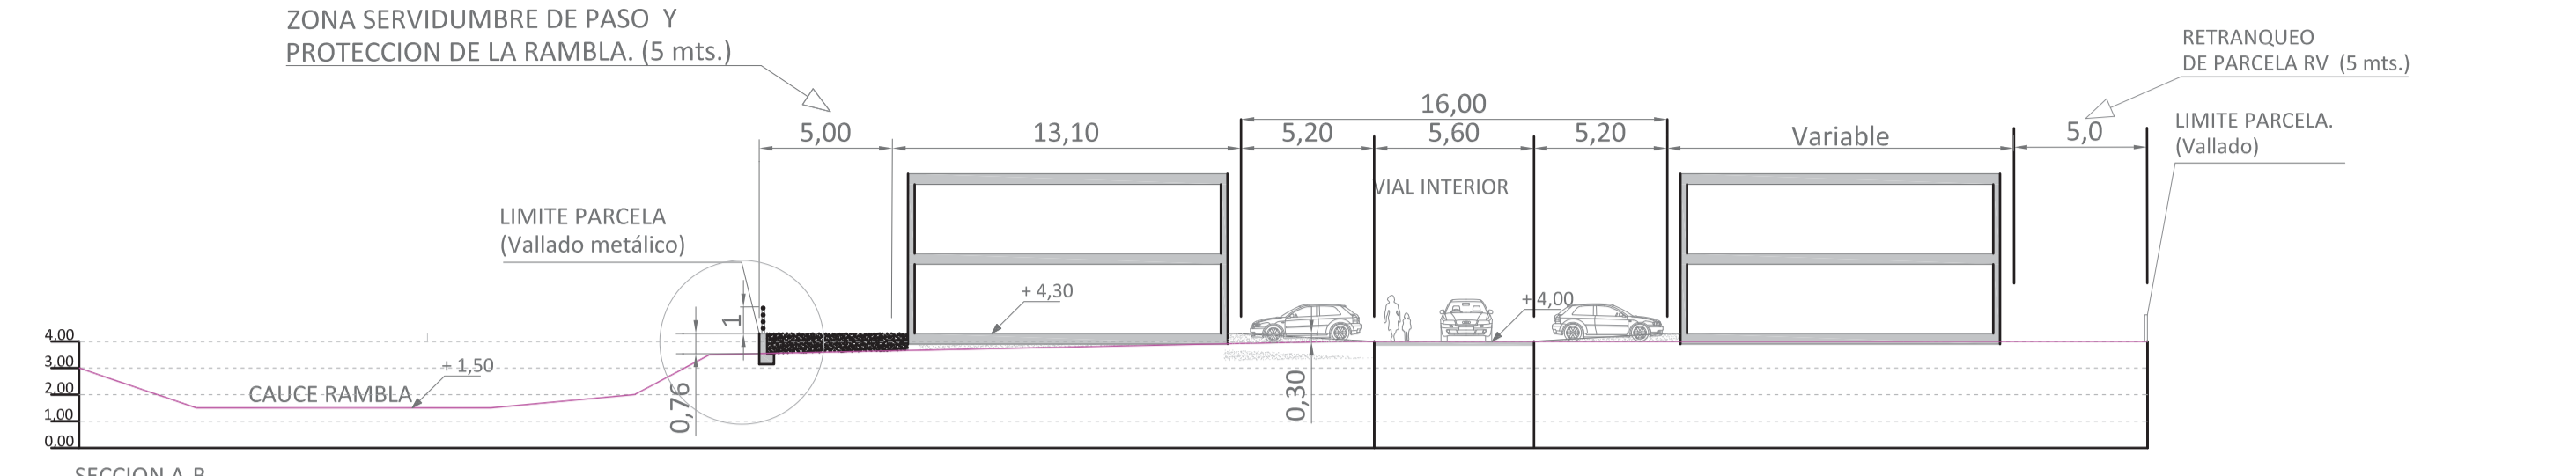 ZONA SERVIDUMBRE DE PASO Y
PROTECCION DE LA RAMBLA. (5 mts.)
RETRANQUEO
DE PARCELA RV (5 mts.)
16,00
5,00
13,10
5,20
5,60
5,20
Variable
5,0
LIMITE PARCELA.
(Vallado)
VIAL INTERIOR
LIMITE PARCELA
(Vallado metálico)
+ 4,30
+ 4,00
1
4,00
3,00
2,00
1,00
0,00
+ 1,50
CAUCE RAMBLA
0,76
0,30
SECCION A-B